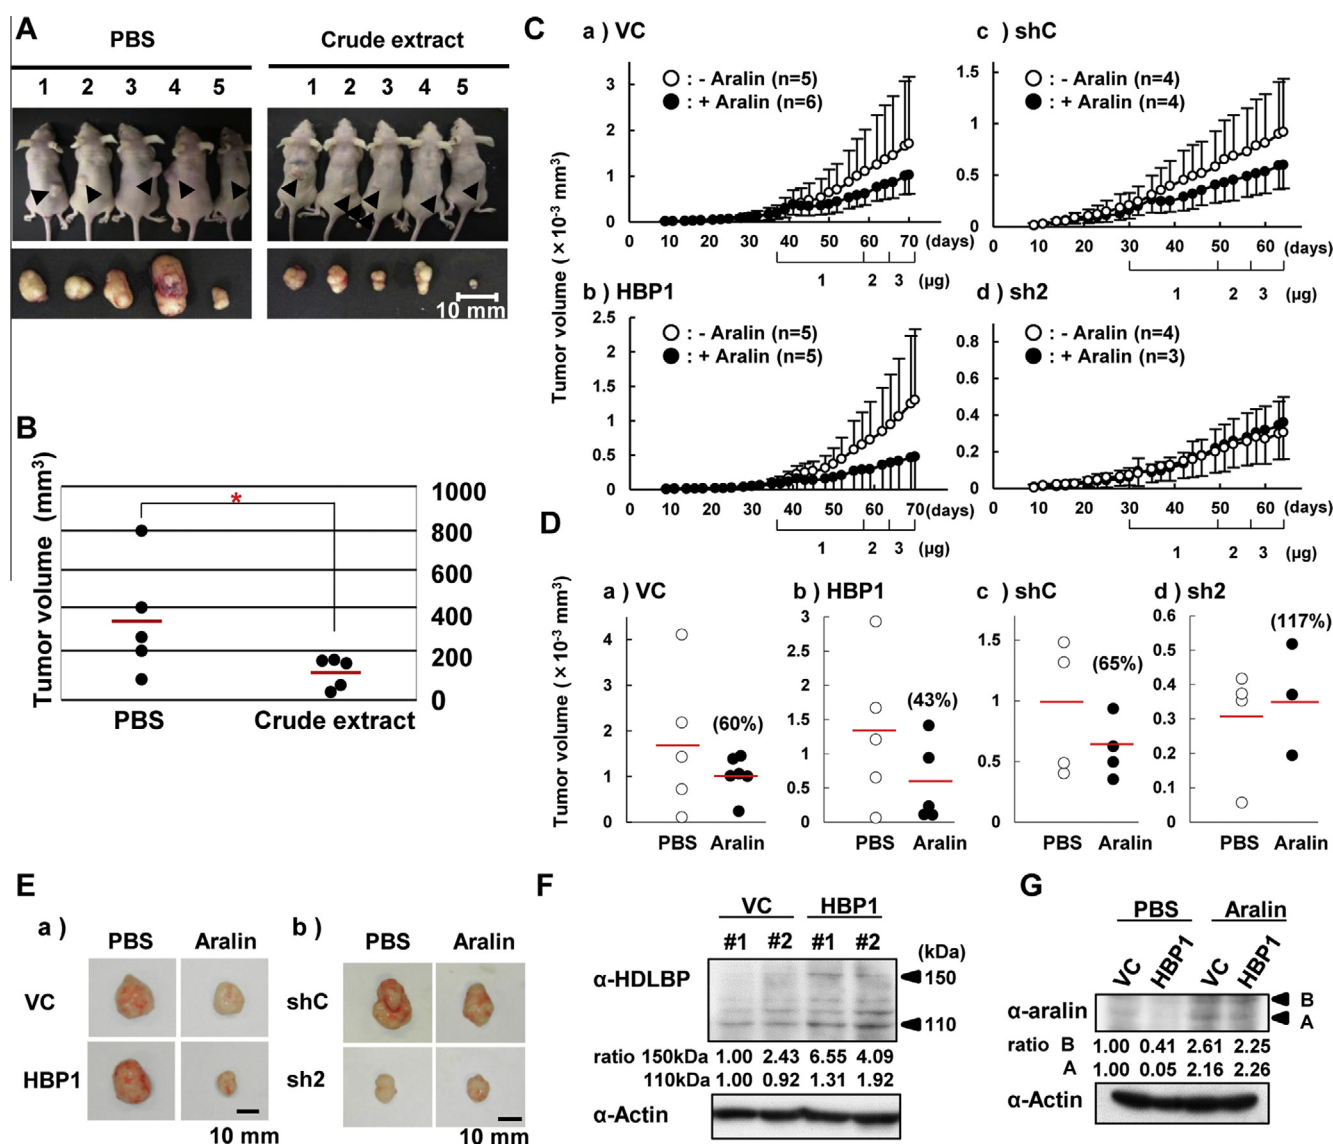 A
PBS
Crude extract
1 2 3 4 5
1 2 3 4 5
10 mm
B
Tumor volume (mm³)
*
1000
800
600
400
200
0
PBS
Crude extract
C
Tumor volume (×10⁻³ mm³)
a ) VC
○ : - Aralin (n=5)
● : + Aralin (n=6)
3
2
1
0
0 10 20 30 40 50 60 70 (days)
1 2 3 (μg)
b ) HBP1
○ : - Aralin (n=5)
● : + Aralin (n=5)
2.5
2
1.5
1
0.5
0
0 10 20 30 40 50 60 70 (days)
1 2 3 (μg)
c ) shC
○ : - Aralin (n=4)
● : + Aralin (n=4)
1.5
1
0.5
0
0 10 20 30 40 50 60 (days)
1 2 3 (μg)
d ) sh2
○ : - Aralin (n=4)
● : + Aralin (n=3)
0.8
0.6
0.4
0.2
0
0 10 20 30 40 50 60 (days)
1 2 3 (μg)
D
Tumor volume (×10⁻³ mm³)
a ) VC
4
3
2
1
0
(60%)
PBS Aralin
b ) HBP1
3
2.5
2
1.5
1
0.5
0
(43%)
PBS Aralin
c ) shC
1.5
1
0.5
0
(65%)
PBS Aralin
d ) sh2
0.6
0.5
0.4
0.3
0.2
0.1
0
(117%)
PBS Aralin
E
a )
PBS Aralin
VC
HBP1
10 mm
b )
PBS Aralin
shC
sh2
10 mm
F
VC HBP1
#1 #2 #1 #2 (kDa)
α-HDLBP
150
110
ratio 150kDa 1.00 2.43 6.55 4.09
110kDa 1.00 0.92 1.31 1.92
α-Actin
G
PBS Aralin
VC HBP1 VC HBP1
α-aralin
B
A
ratio B 1.00 0.41 2.61 2.25
A 1.00 0.05 2.16 2.26
α-Actin